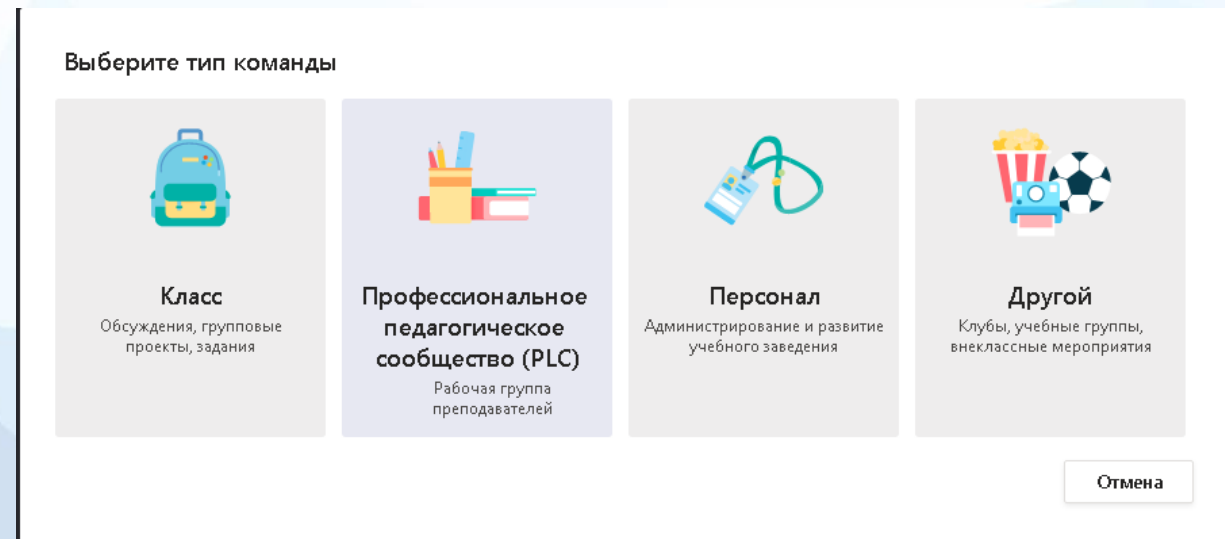 Выберите тип команды
Класс
Обсуждения, групповые
проекты, задания
Профессиональное
педагогическое
сообщество (PLC)
Рабочая группа
преподавателей
Персонал
Администрирование и развитие
учебного заведения
Другой
Клубы, учебные группы,
внеклассные мероприятия
Отмена